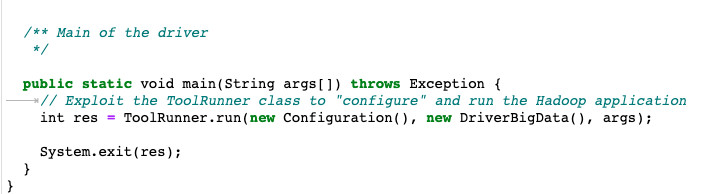 /** Main of the driver
*/
public static void main(String args[]) throws Exception {
// Exploit the ToolRunner class to "configure" and run the Hadoop application
int res = ToolRunner.run(new Configuration(), new DriverBigData(), args);
System.exit(res);
}
}